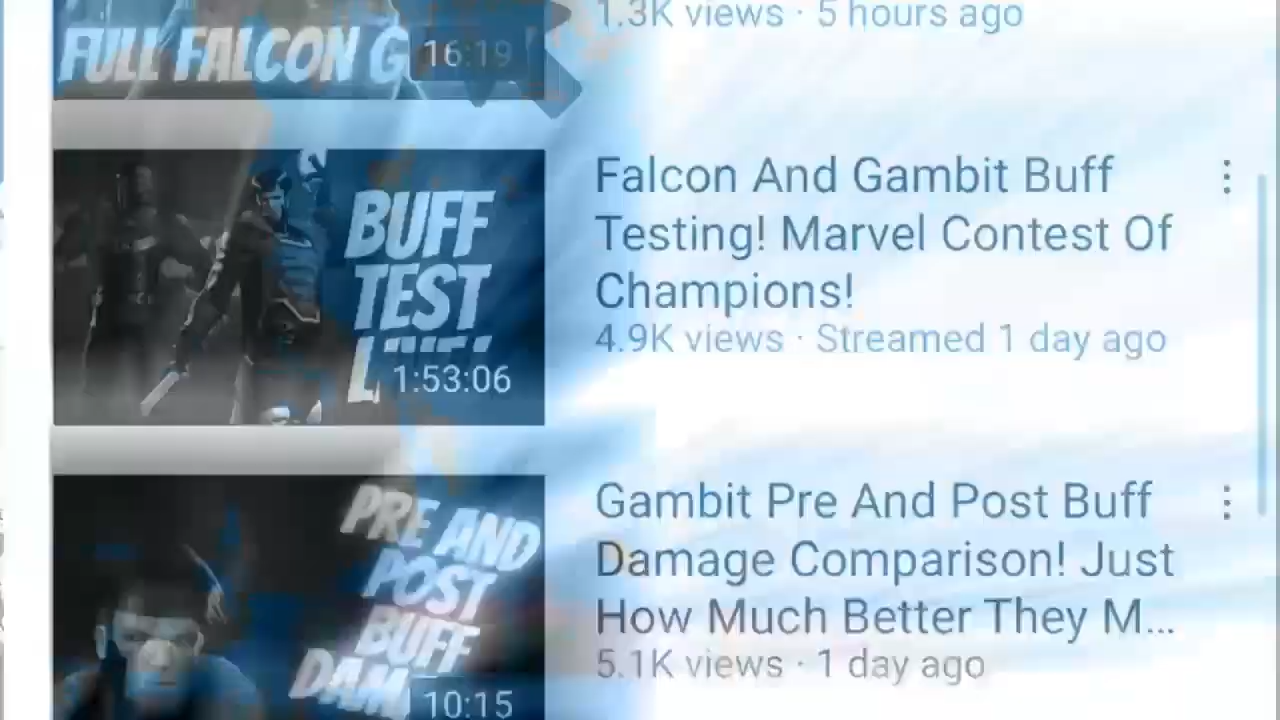 1.3K views · 5 hours ago
FULL FALCON G
16:19
Falcon And Gambit Buff
Testing! Marvel Contest Of
Champions!
4.9K views · Streamed 1 day ago
BUFF
TEST
1:53:06
Gambit Pre And Post Buff
Damage Comparison! Just
How Much Better They M...
5.1K views · 1 day ago
PRE AND
POST
BUFF
DAM
10:15